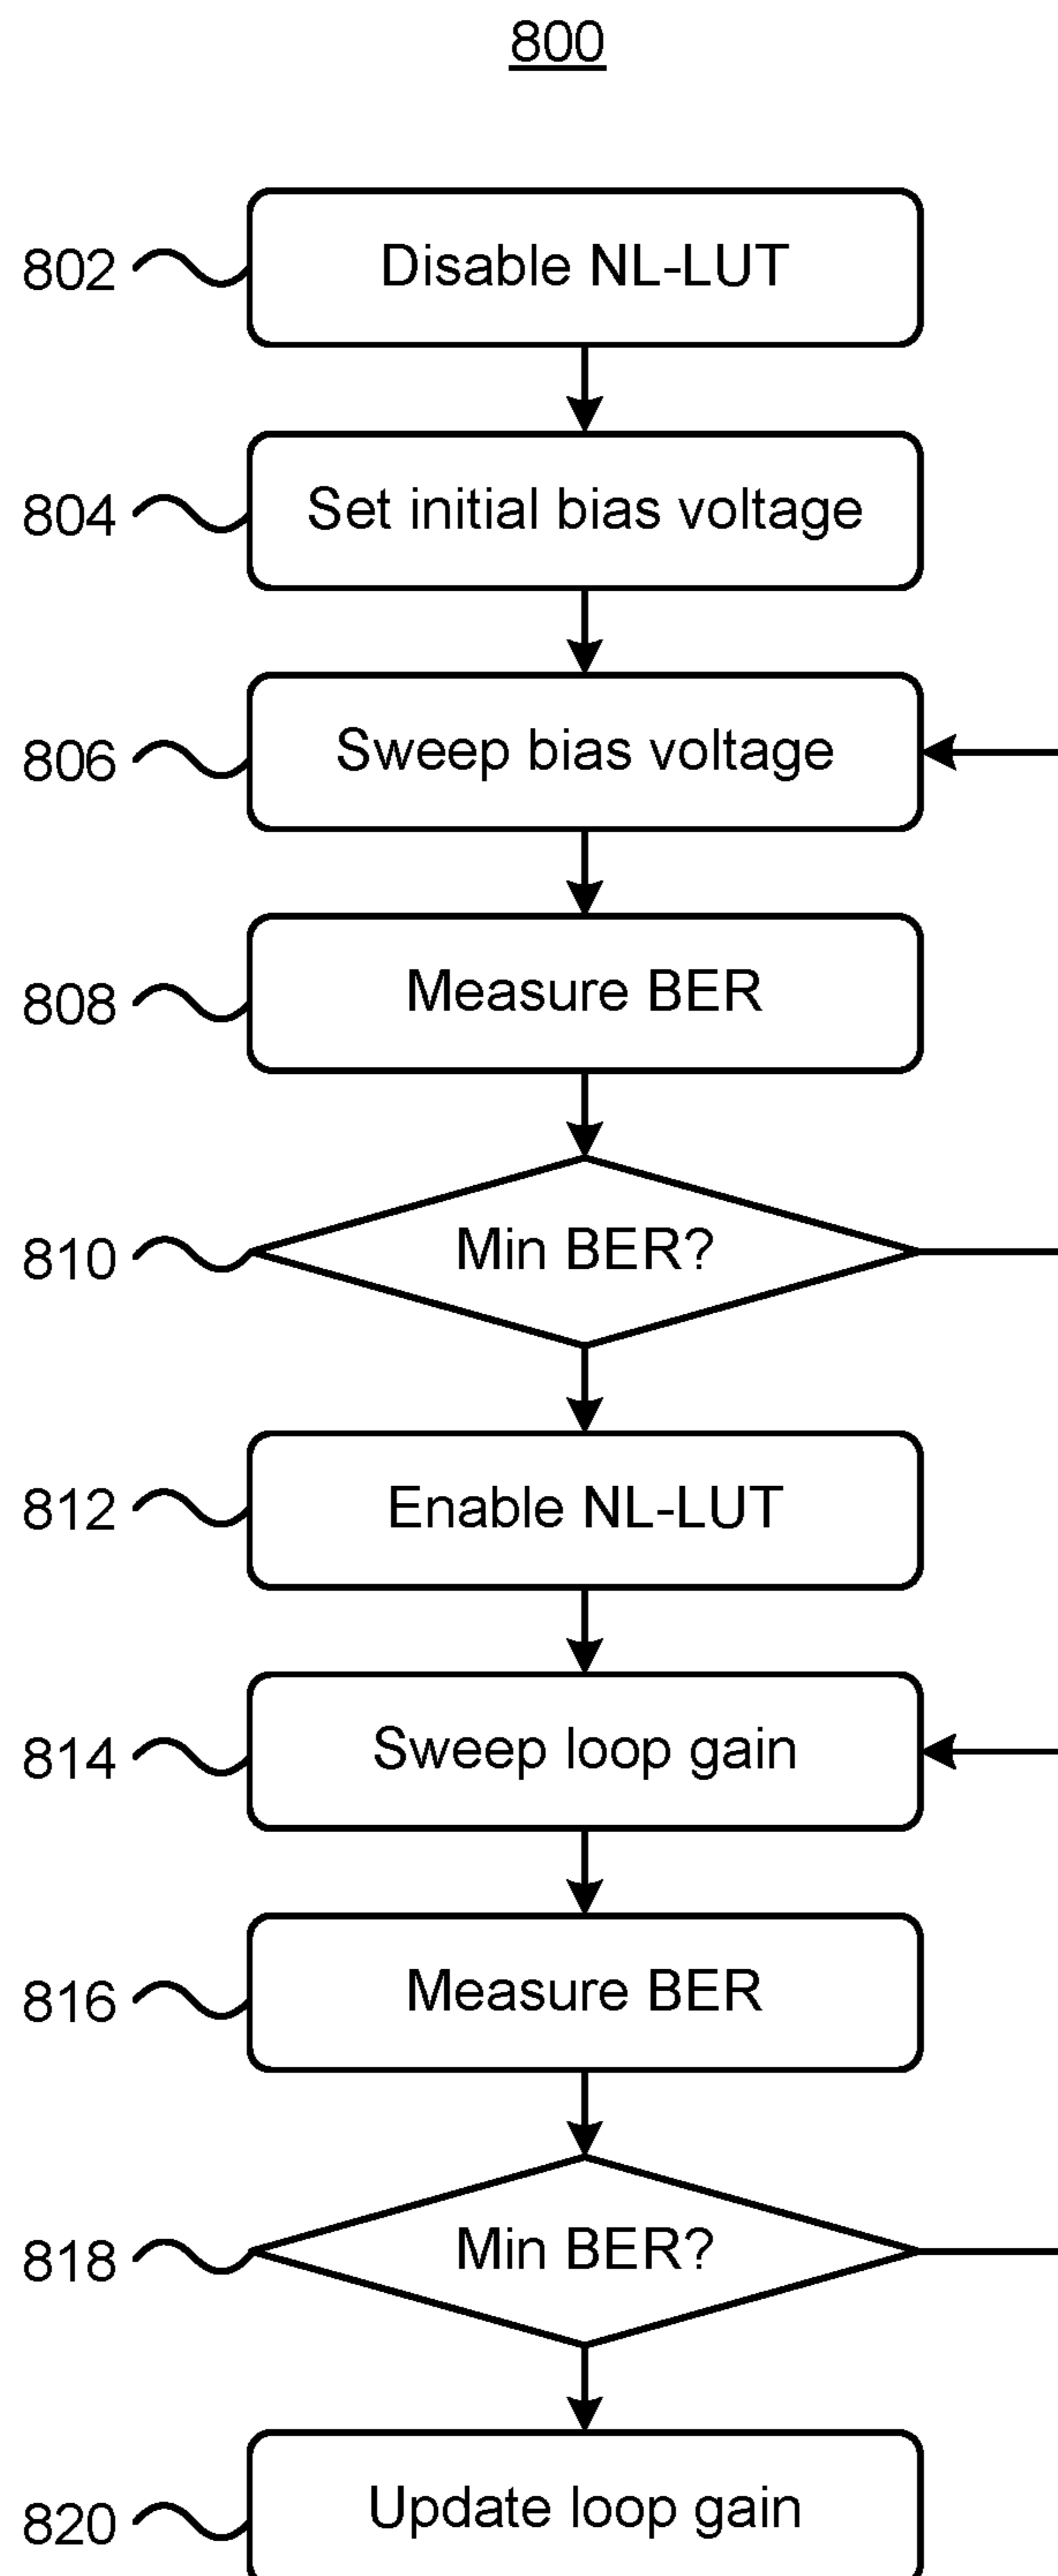 800
802 Disable NL-LUT
804 Set initial bias voltage
806 Sweep bias voltage
808 Measure BER
810 Min BER?
812 Enable NL-LUT
814 Sweep loop gain
816 Measure BER
818 Min BER?
820 Update loop gain